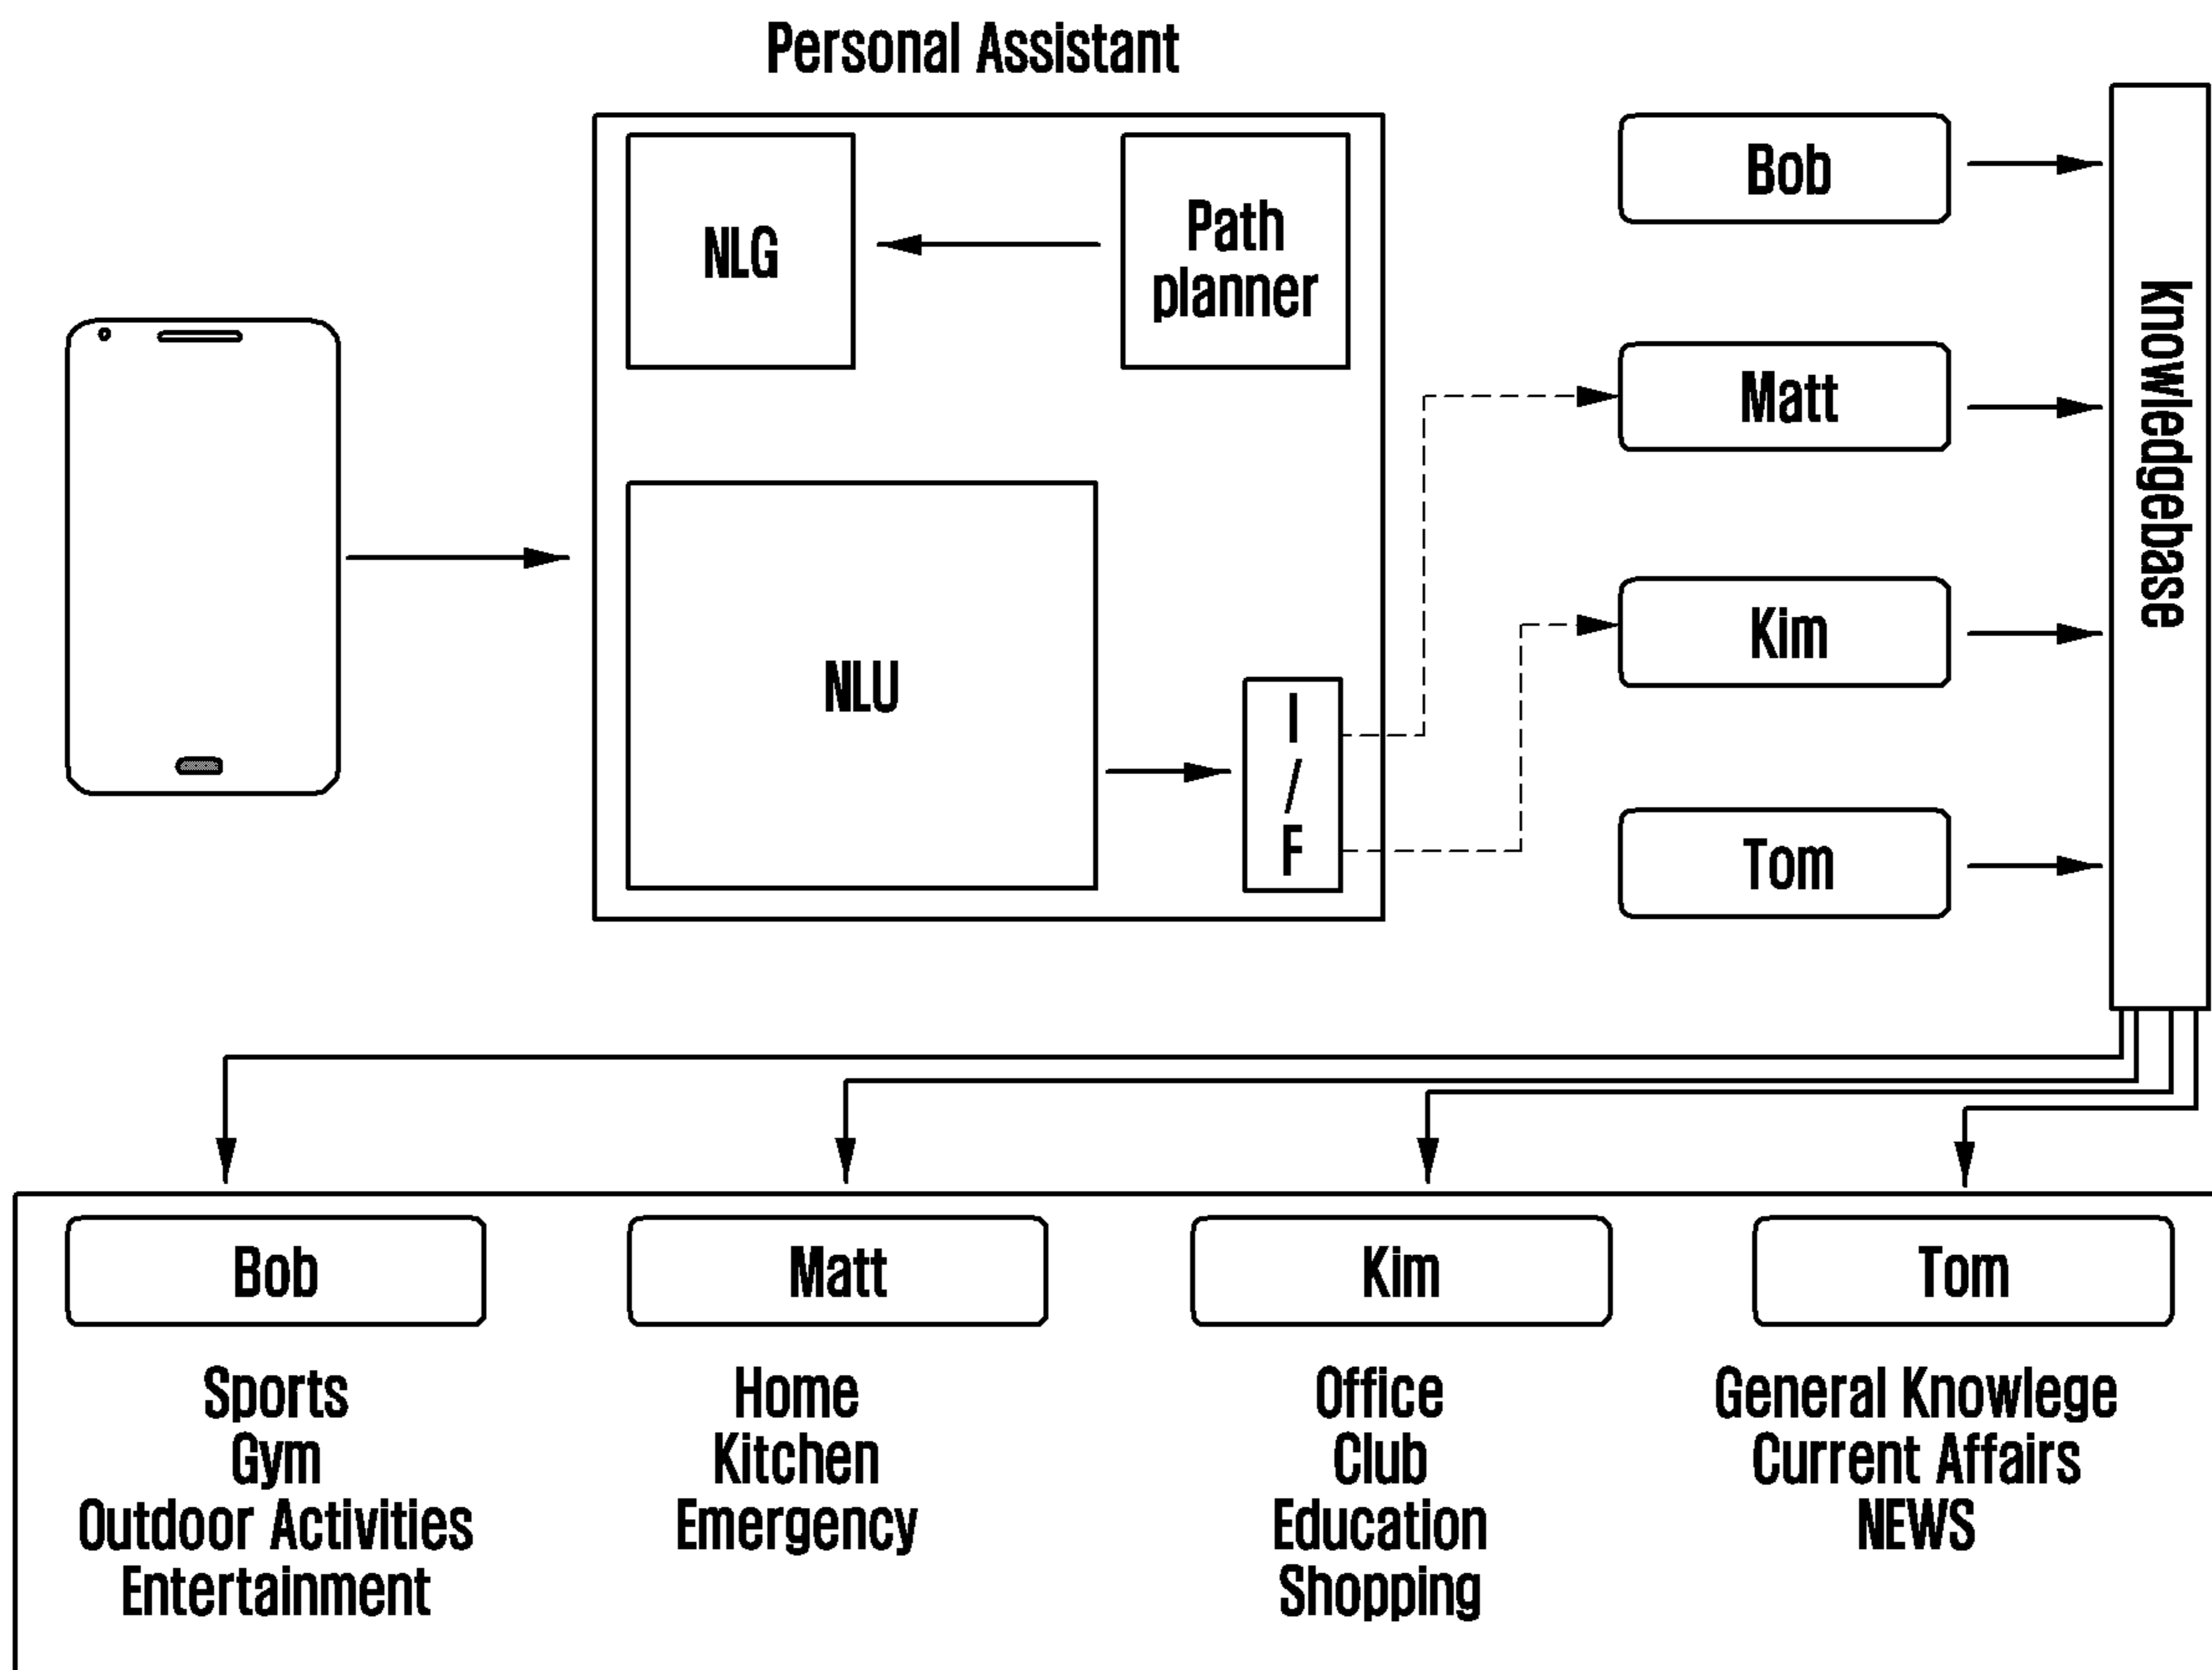 Personal Assistant
NLG
Path
planner
NLU
I
/
F
Bob
Matt
Kim
Tom
knowledgebase
Bob
Sports
Gym
Outdoor Activities
Entertainment
Matt
Home
Kitchen
Emergency
Kim
Office
Club
Education
Shopping
Tom
General Knowlege
Current Affairs
NEWS